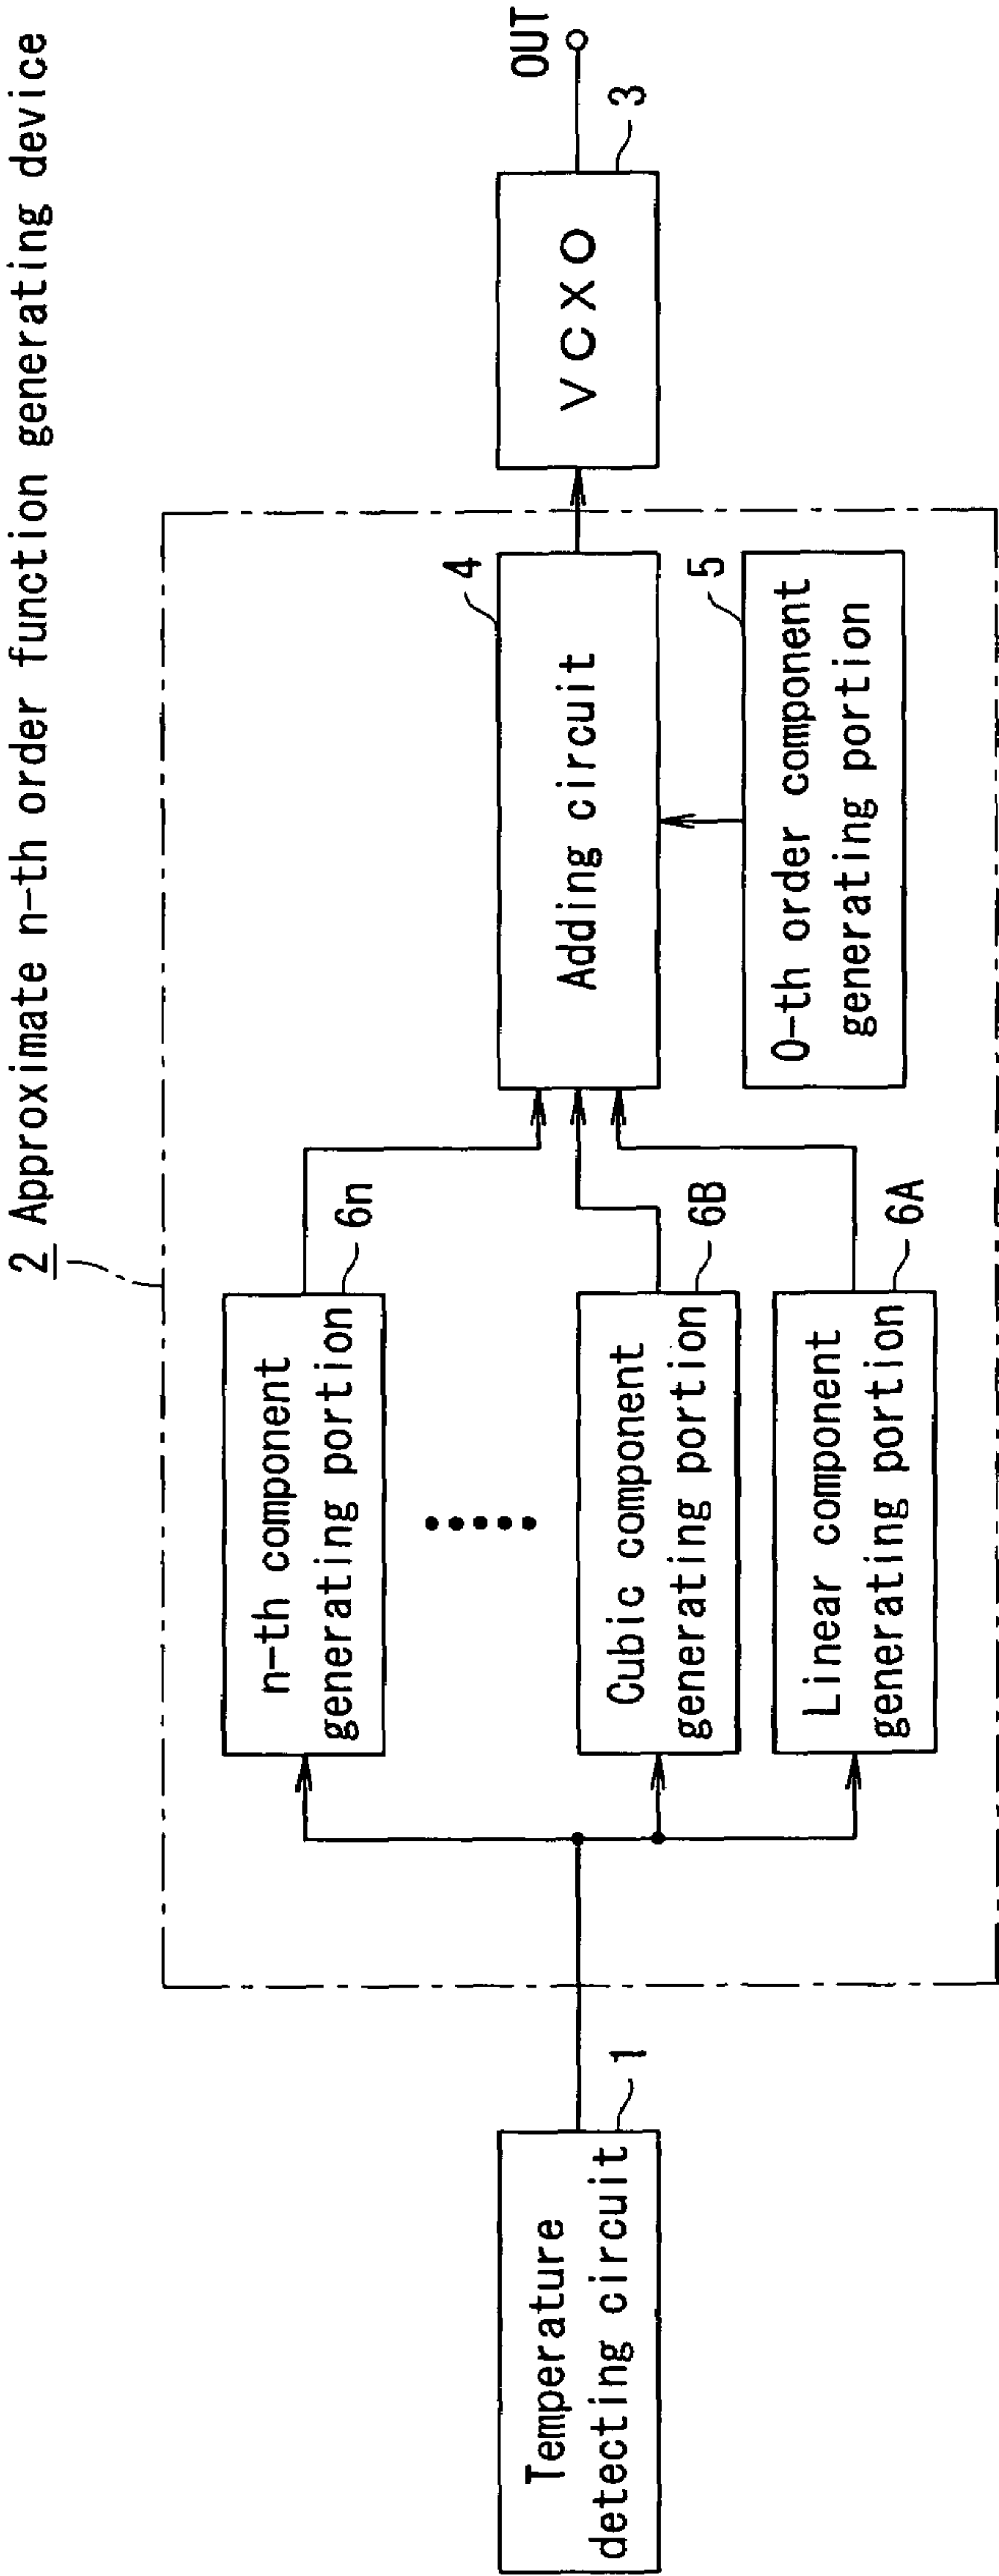 2 Approximate n-th order function generating device
n-th component
generating portion
6n
Cubic component
generating portion
6B
Linear component
generating portion
6A
Temperature
detecting circuit
1
Adding circuit
4
0-th order component
generating portion
5
VCXO
3
OUT